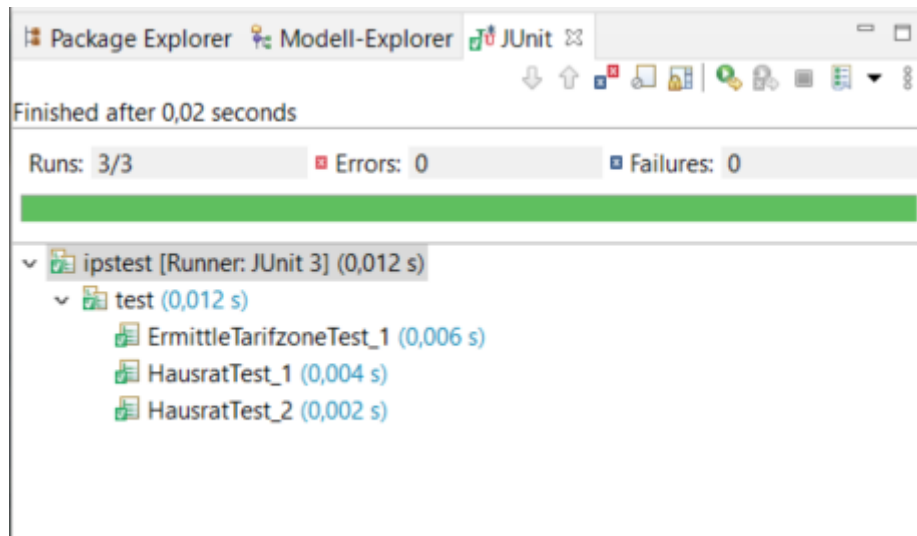 Package Explorer Modell-Explorer JUnit
Finished after 0,02 seconds
Runs: 3/3 Errors: 0 Failures: 0
ipstest [Runner: JUnit 3] (0,012 s)
test (0,012 s)
ErmittleTarifzoneTest_1 (0,006 s)
HausratTest_1 (0,004 s)
HausratTest_2 (0,002 s)